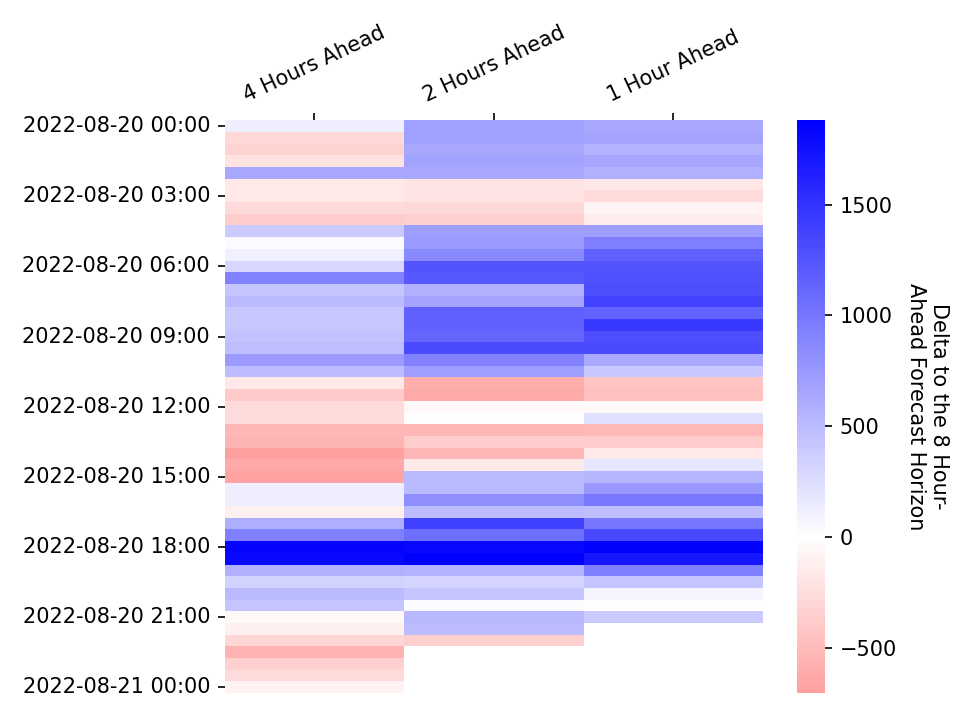 4 Hours Ahead
2 Hours Ahead
1 Hour Ahead
2022-08-20 00:00
2022-08-20 03:00
2022-08-20 06:00
2022-08-20 09:00
2022-08-20 12:00
2022-08-20 15:00
2022-08-20 18:00
2022-08-20 21:00
2022-08-21 00:00
1500
1000
500
0
−500
Delta to the 8 Hour-
Ahead Forecast Horizon